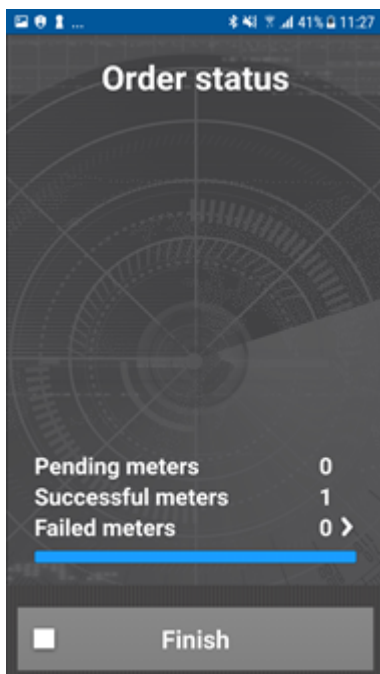 ... 41% 11:27
Order status
Pending meters 0
Successful meters 1
Failed meters 0
Finish